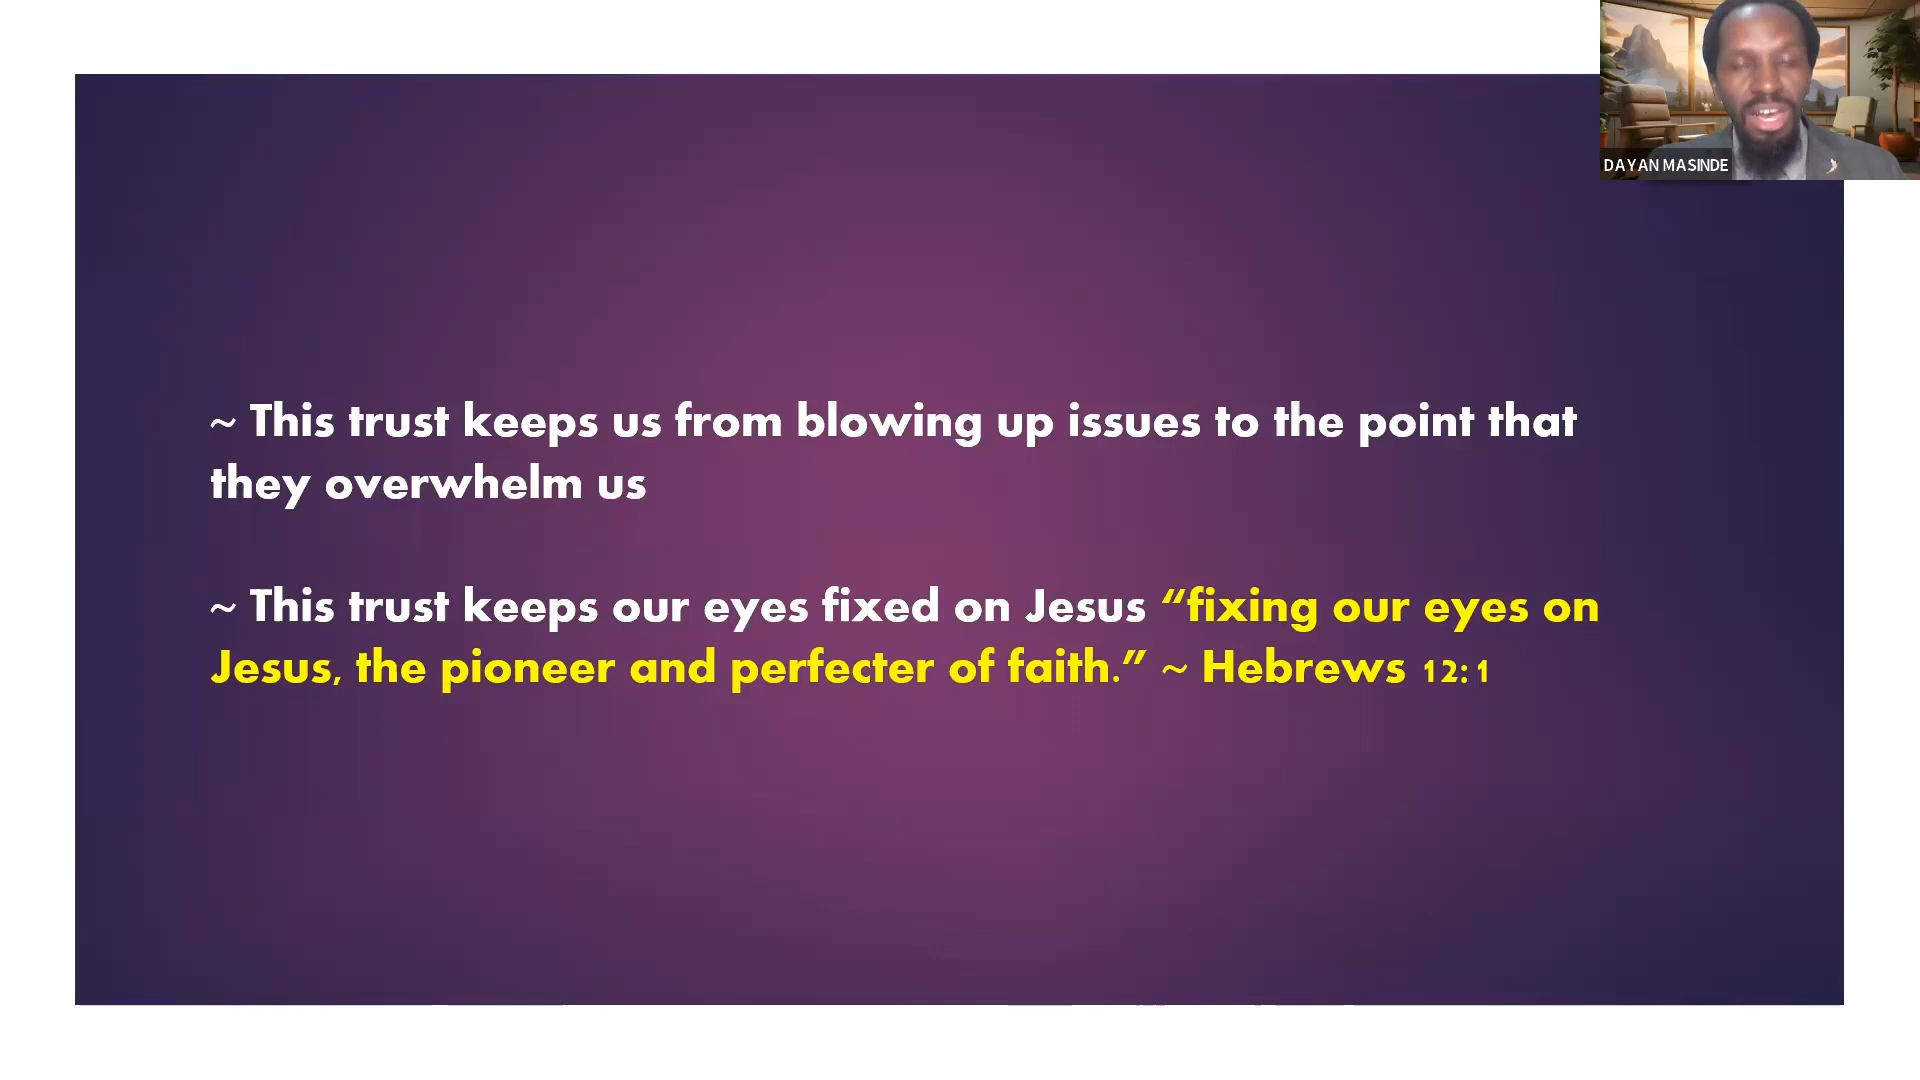 DAYAN MASINDE
~ This trust keeps us from blowing up issues to the point that
they overwhelm us
~ This trust keeps our eyes fixed on Jesus “fixing our eyes on
Jesus, the pioneer and perfecter of faith.” ~ Hebrews 12:1